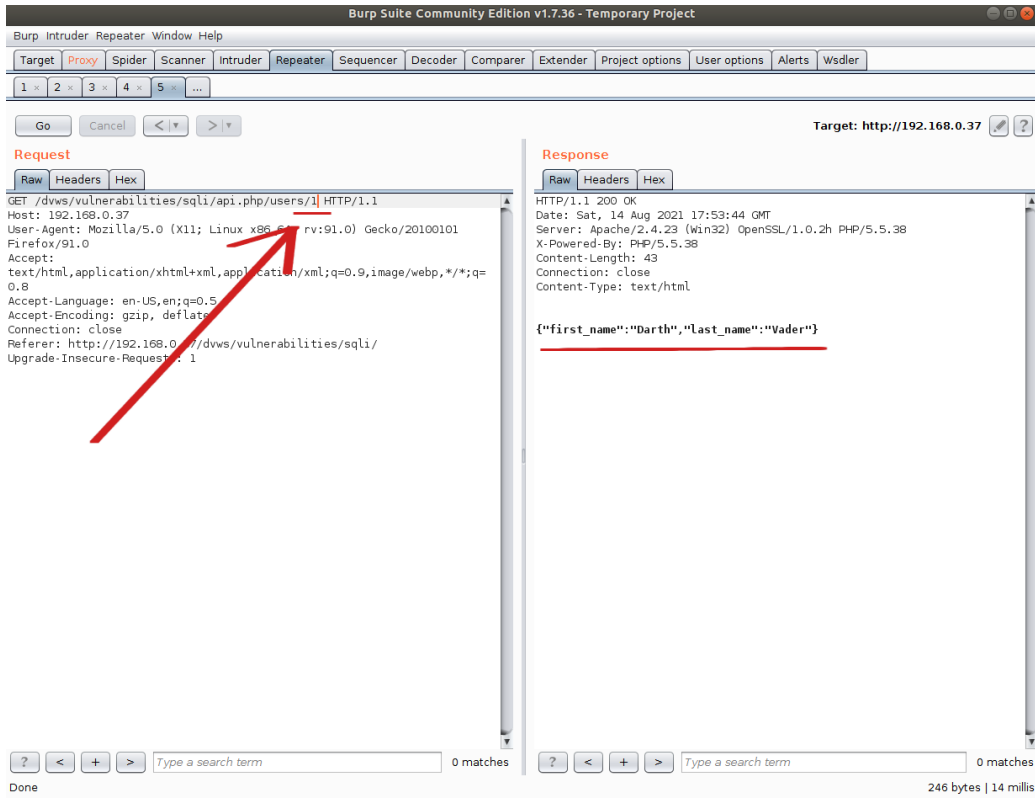 Burp Suite Community Edition v1.7.36 - Temporary Project
Burp Intruder Repeater Window Help
Target Proxy Spider Scanner Intruder Repeater Sequencer Decoder Comparer Extender Project options User options Alerts Wsdler
1 × 2 × 3 × 4 × 5 × ...
Go Cancel < ▼ > ▼ Target: http://192.168.0.37 ?
Request
Raw Headers Hex
GET /dvws/vulnerabilities/sqli/api.php/users/1 HTTP/1.1
Host: 192.168.0.37
User-Agent: Mozilla/5.0 (X11; Linux x86_64; rv:91.0) Gecko/20100101
Firefox/91.0
Accept:
text/html,application/xhtml+xml,application/xml;q=0.9,image/webp,*/*;q=
0.8
Accept-Language: en-US,en;q=0.5
Accept-Encoding: gzip, deflate
Connection: close
Referer: http://192.168.0.37/dvws/vulnerabilities/sqli/
Upgrade-Insecure-Requests: 1
Response
Raw Headers Hex
HTTP/1.1 200 OK
Date: Sat, 14 Aug 2021 17:53:44 GMT
Server: Apache/2.4.23 (Win32) OpenSSL/1.0.2h PHP/5.5.38
X-Powered-By: PHP/5.5.38
Content-Length: 43
Connection: close
Content-Type: text/html
{"first_name":"Darth","last_name":"Vader"}
? < + > Type a search term 0 matches
? < + > Type a search term 0 matches
Done 246 bytes | 14 millis